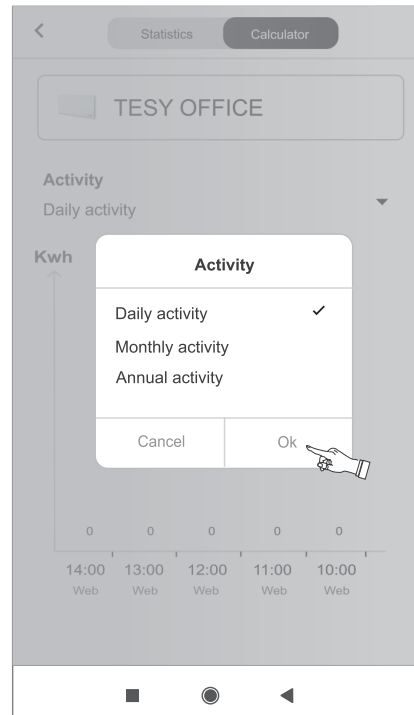 Statistics Calculator
TESY OFFICE
Activity
Daily activity
Kwh
Activity
Daily activity
Monthly activity
Annual activity
Cancel Ok
0 0 0 0 0
14:00 13:00 12:00 11:00 10:00
Web Web Web Web Web